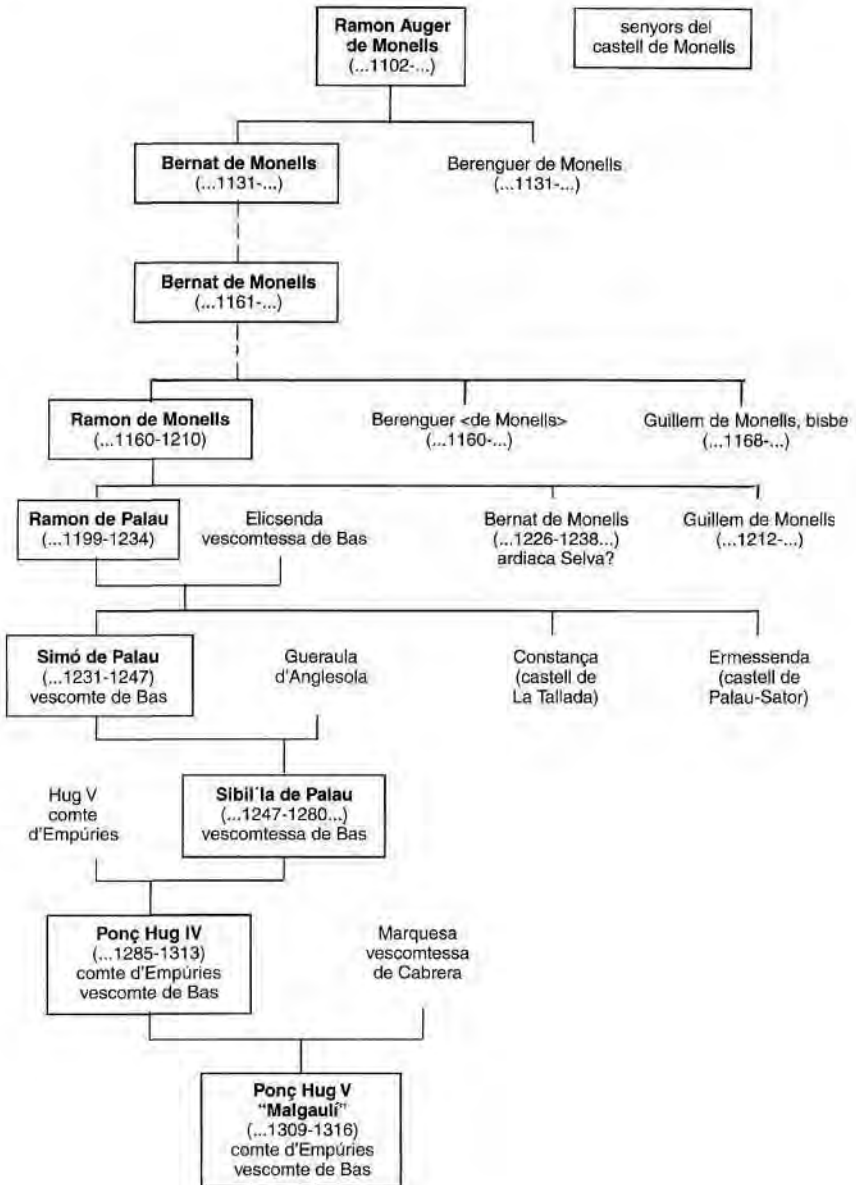 Ramon Auger
de Monells
(...1102-...)
senyors del
castell de Monells
Bernat de Monells
(...1131-...)
Berenguer de Monells
(...1131-...)
Bernat de Monells
(...1161-...)
Ramon de Monells
(...1160-1210)
Berenguer <de Monells>
(...1160-...)
Guillem de Monells, bisbe
(...1168-...)
Ramon de Palau
(...1199-1234)
Elicsenda
vescomtessa de Bas
Bernat de Monells
(...1226-1238...)
ardiaca Selva?
Guillem de Monells
(...1212-...)
Simó de Palau
(...1231-1247)
vescomte de Bas
Gueraula
d'Anglesola
Constança
(castell de
La Tallada)
Ermessenda
(castell de
Palau-Sator)
Hug V
comte
d'Empúries
Sibil·la de Palau
(...1247-1280...)
vescomtessa de Bas
Ponç Hug IV
(...1285-1313)
comte d'Empúries
vescomte de Bas
Marquesa
vescomtessa
de Cabrera
Ponç Hug V
"Malgaulí"
(...1309-1316)
comte d'Empúries
vescomte de Bas